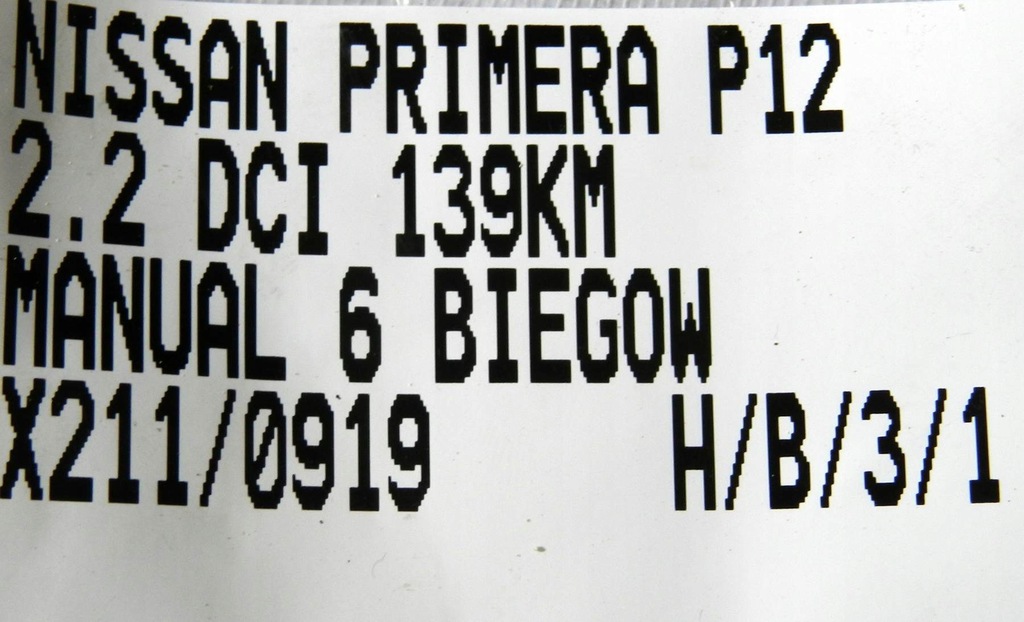 NISSAN PRIMERA P12
2.2 DCI 139KM
MANUAL 6 BIEGOW
X211/0919 H/B/3/1